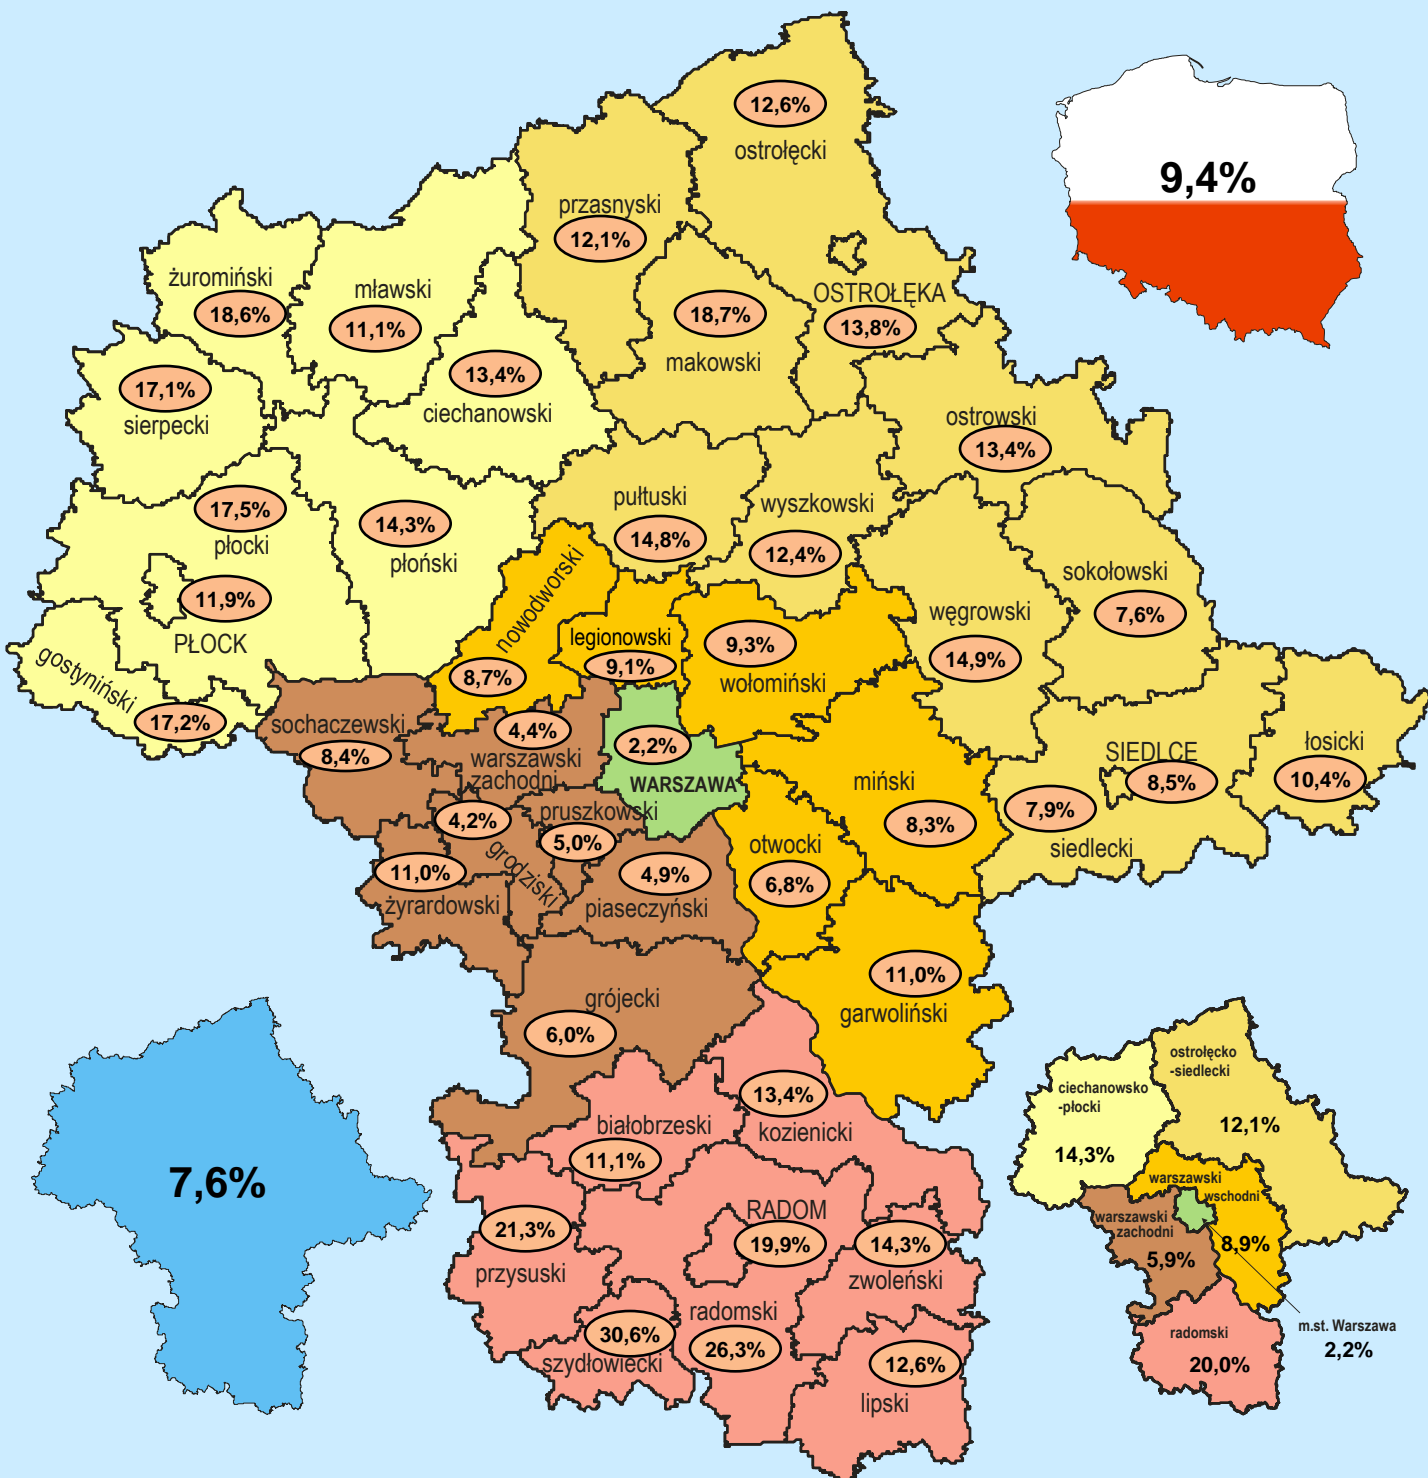 12,6%
ostrołęcki
9,4%
przasnyski
12,1%
żuromiński
18,6%
mławski
11,1%
18,7%
makowski
OSTROŁĘKA
13,8%
17,1%
sierpecki
13,4%
ciechanowski
ostrowski
13,4%
17,5%
płocki
14,3%
płoński
pułtuski
14,8%
wyszkowski
12,4%
sokołowski
7,6%
węgrowski
14,9%
11,9%
PŁOCK
nowodworski
8,7%
legionowski
9,1%
9,3%
wołomiński
gostyniński
17,2%
sochaczewski
8,4%
4,4%
warszawski
zachodni
2,2%
WARSZAWA
miński
8,3%
SIEDLCE
8,5%
łosicki
10,4%
7,9%
siedlecki
4,2%
grodziski
pruszkowski
5,0%
otwocki
6,8%
11,0%
żyrardowski
4,9%
piaseczyński
11,0%
garwoliński
grójecki
6,0%
7,6%
13,4%
kozienicki
białobrzeski
11,1%
21,3%
przysuski
RADOM
19,9%
14,3%
zwoleński
30,6%
szydłowiecki
radomski
26,3%
12,6%
lipski
ostrołęcko
-siedlecki
12,1%
ciechanowsko
-płocki
14,3%
warszawski
wschodni
8,9%
warszawski
zachodni
5,9%
m.st. Warszawa
2,2%
radomski
20,0%